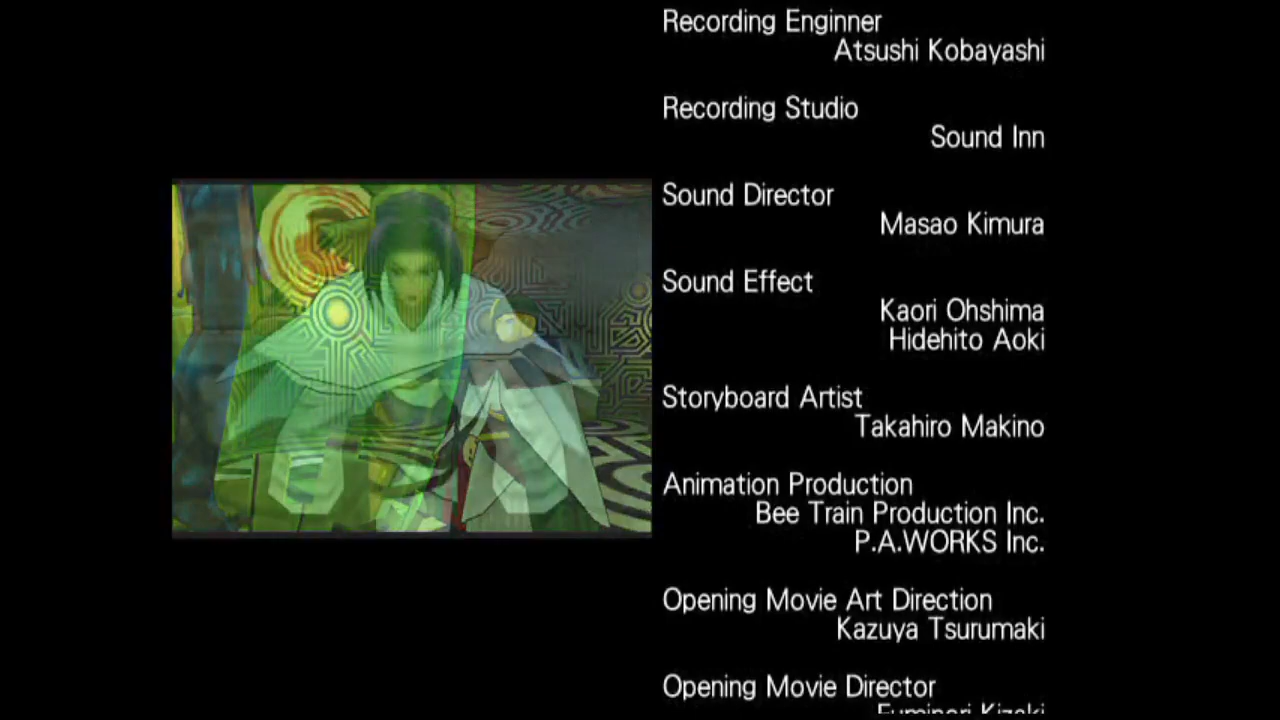 Recording Enginner
Atsushi Kobayashi
Recording Studio
Sound Inn
Sound Director
Masao Kimura
Sound Effect
Kaori Ohshima
Hidehito Aoki
Storyboard Artist
Takahiro Makino
Animation Production
Bee Train Production Inc.
P.A.WORKS Inc.
Opening Movie Art Direction
Kazuya Tsurumaki
Opening Movie Director